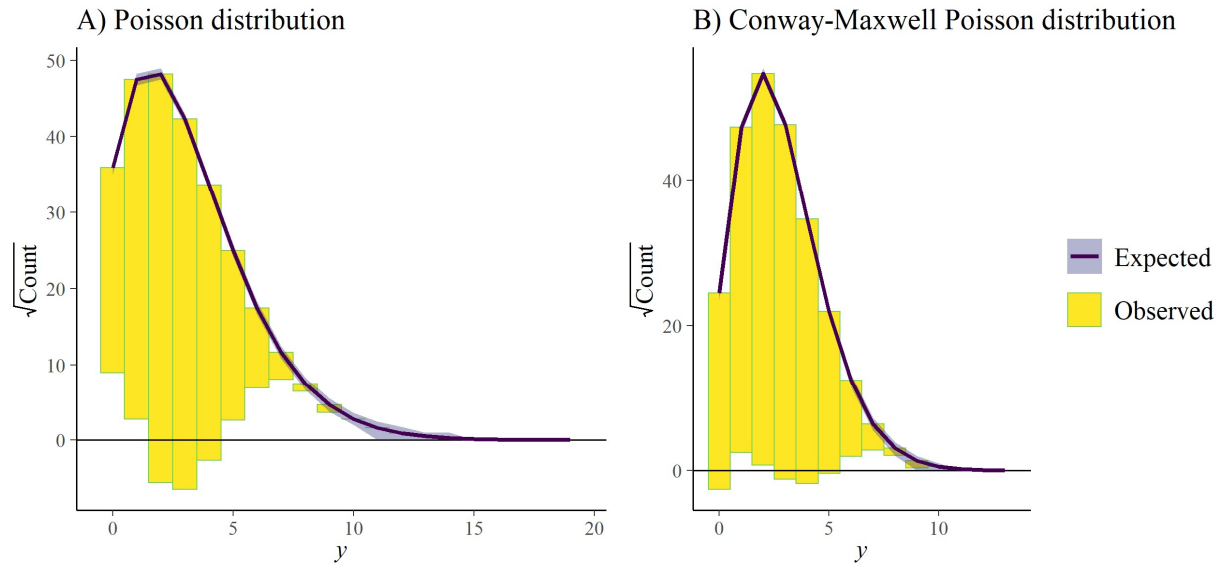 A) Poisson distribution
50
40
30
20
10
0
√Count
0 5 10 15 20
y
B) Conway-Maxwell Poisson distribution
40
20
0
√Count
0 5 10
y
Expected
Observed